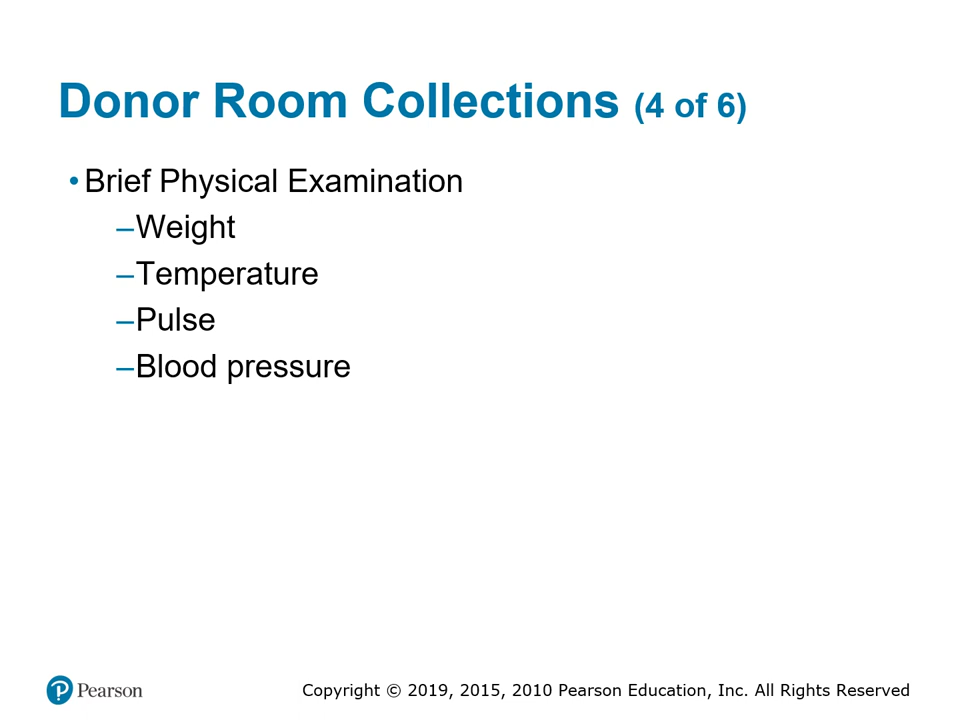 Donor Room Collections (4 of 6)
• Brief Physical Examination
–Weight
–Temperature
–Pulse
–Blood pressure
Pearson
Copyright © 2019, 2015, 2010 Pearson Education, Inc. All Rights Reserved